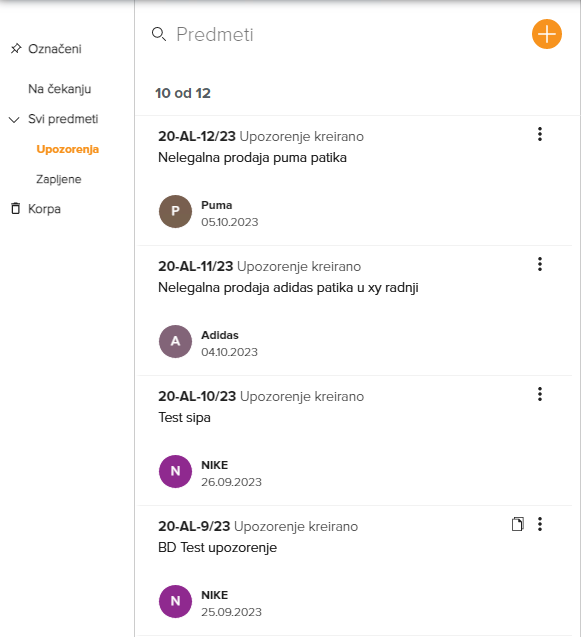 Označeni
Na čekanju
Svi predmeti
Upozorenja
Zapljene
Korpa
Predmeti
10 od 12
20-AL-12/23 Upozorenje kreirano
Nelegalna prodaja puma patika
P
Puma
05.10.2023
20-AL-11/23 Upozorenje kreirano
Nelegalna prodaja adidas patika u xy radnji
A
Adidas
04.10.2023
20-AL-10/23 Upozorenje kreirano
Test sipa
N
NIKE
26.09.2023
20-AL-9/23 Upozorenje kreirano
BD Test upozorenje
N
NIKE
25.09.2023